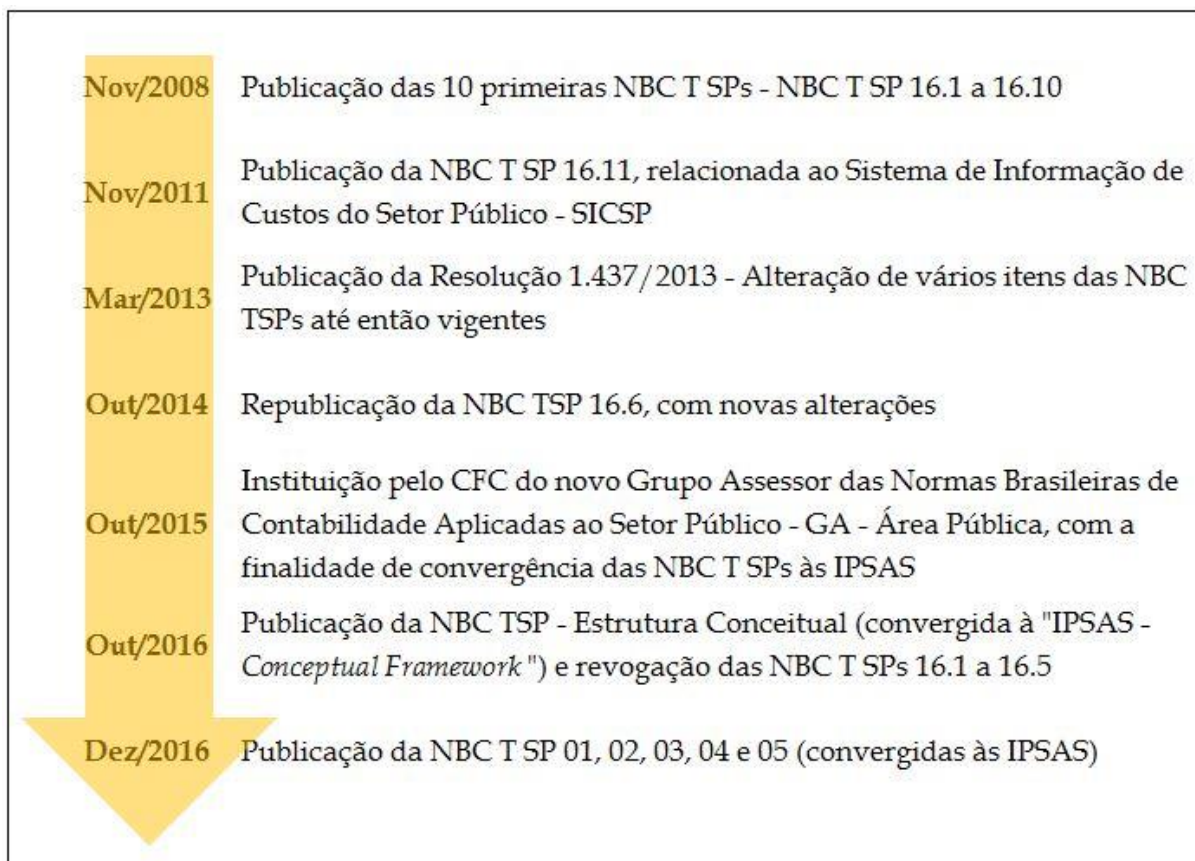 Nov/2008 Publicação das 10 primeiras NBC T SPs - NBC T SP 16.1 a 16.10
Nov/2011 Publicação da NBC T SP 16.11, relacionada ao Sistema de Informação de
Custos do Setor Público - SICSP
Mar/2013 Publicação da Resolução 1.437/2013 - Alteração de vários itens das NBC
TSPs até então vigentes
Out/2014 Republicação da NBC TSP 16.6, com novas alterações
Out/2015 Instituição pelo CFC do novo Grupo Assessor das Normas Brasileiras de
Contabilidade Aplicadas ao Setor Público - GA - Área Pública, com a
finalidade de convergência das NBC T SPs às IPSAS
Out/2016 Publicação da NBC TSP - Estrutura Conceitual (convergida à "IPSAS -
Conceptual Framework ") e revogação das NBC T SPs 16.1 a 16.5
Dez/2016 Publicação da NBC T SP 01, 02, 03, 04 e 05 (convergidas às IPSAS)